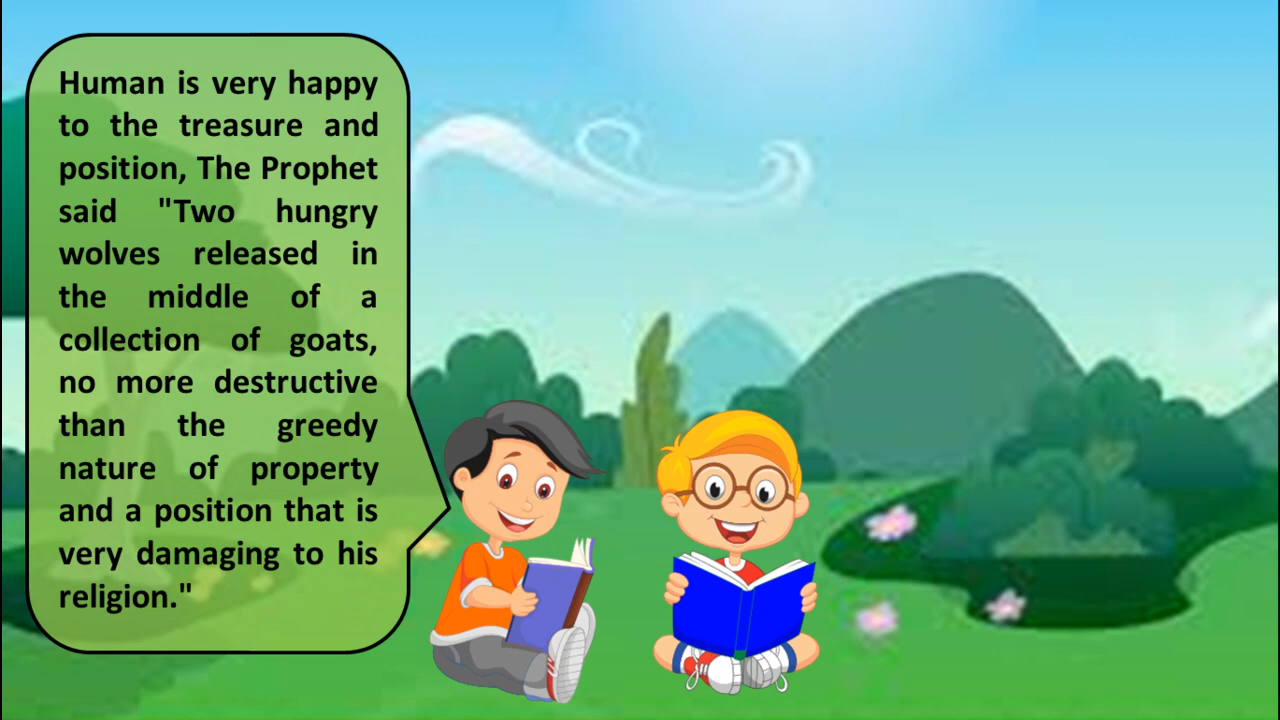 Human is very happy
to the treasure and
position, The Prophet
said "Two hungry
wolves released in
the middle of a
collection of goats,
no more destructive
than the greedy
nature of property
and a position that is
very damaging to his
religion."